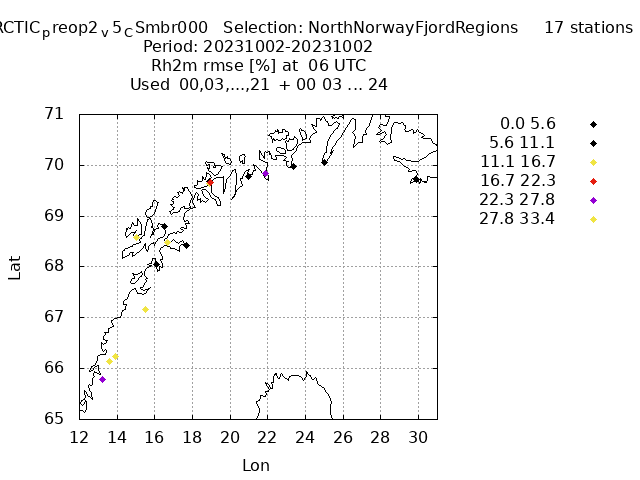 RCTICpreop2v5CSmbr000 Selection: NorthNorwayFjordRegions 17 stations
Period: 20231002-20231002
Rh2m rmse [%] at 06 UTC
Used 00,03,...,21 + 00 03 ... 24
71
70
69
68
67
66
65
Lat
12 14 16 18 20 22 24 26 28 30
Lon
0.0 5.6
5.6 11.1
11.1 16.7
16.7 22.3
22.3 27.8
27.8 33.4